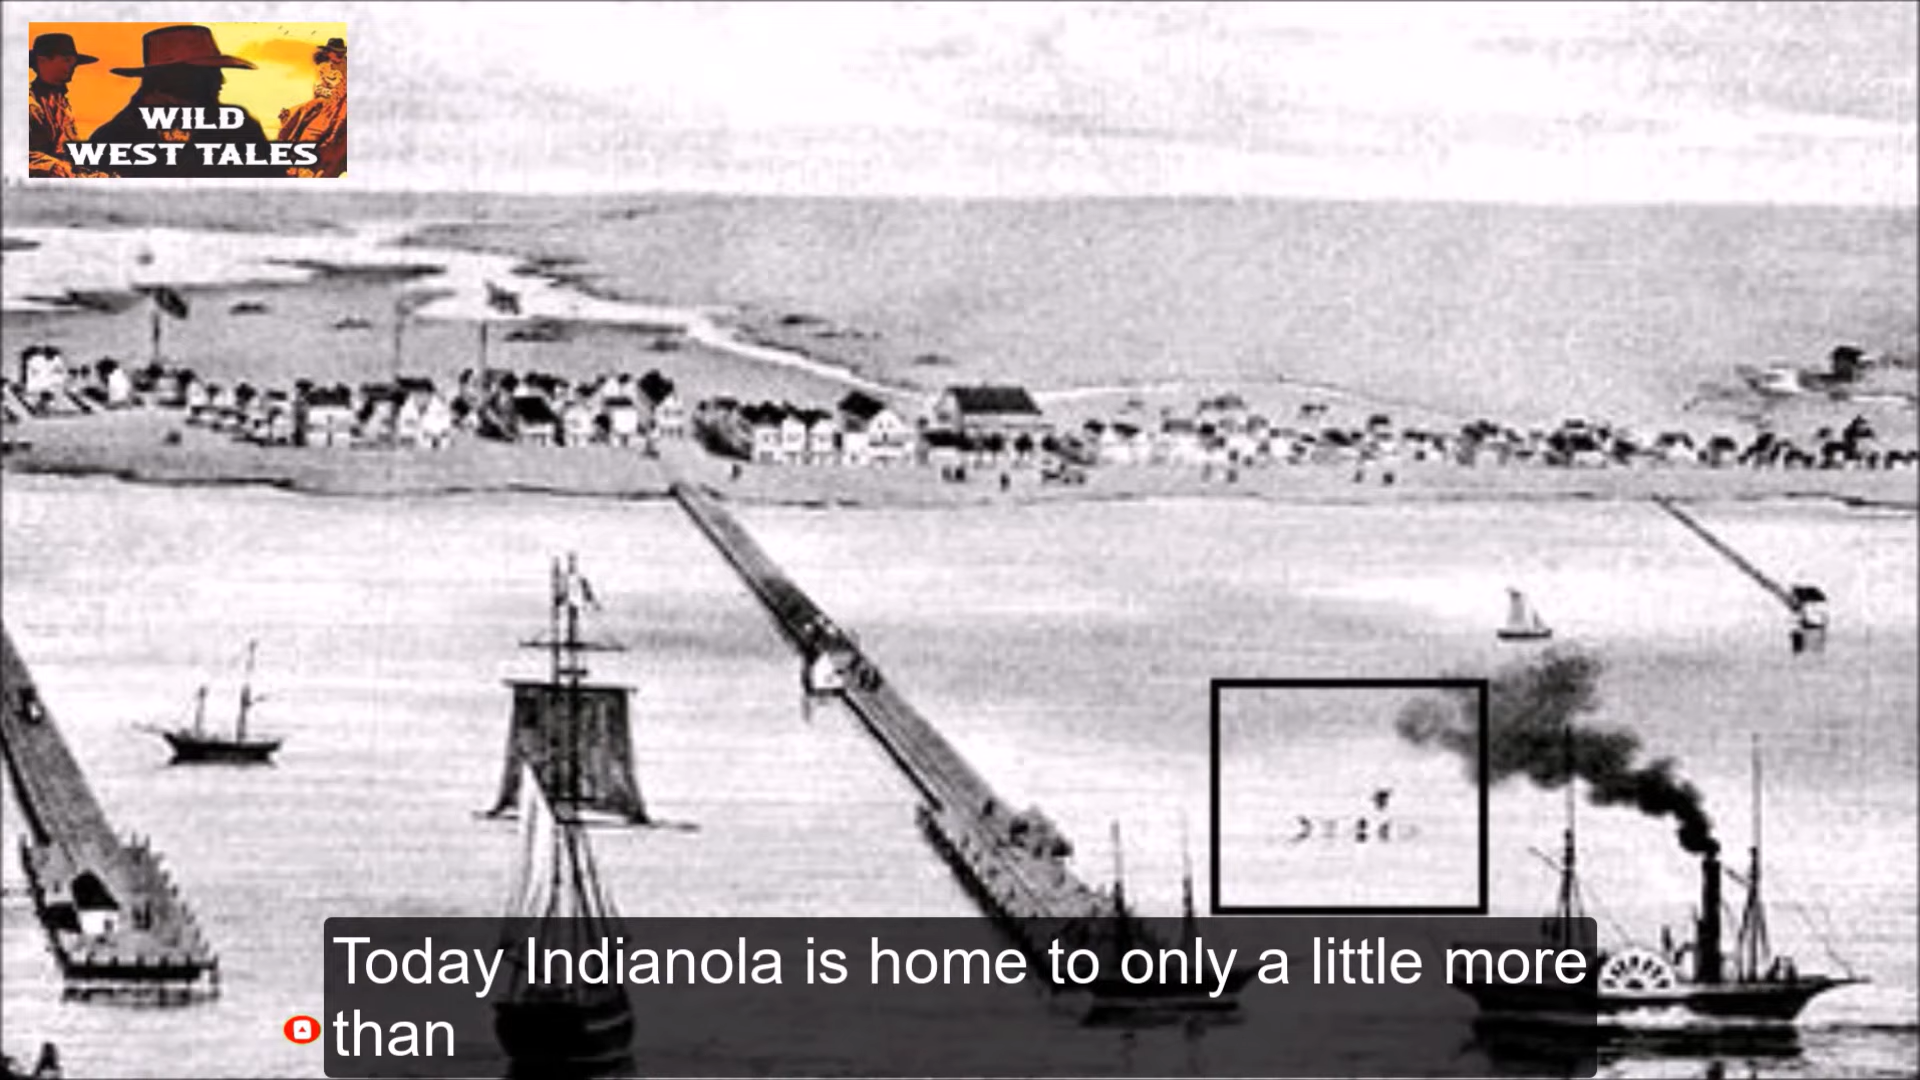 WILD
WEST TALES
Today Indianola is home to only a little more
than